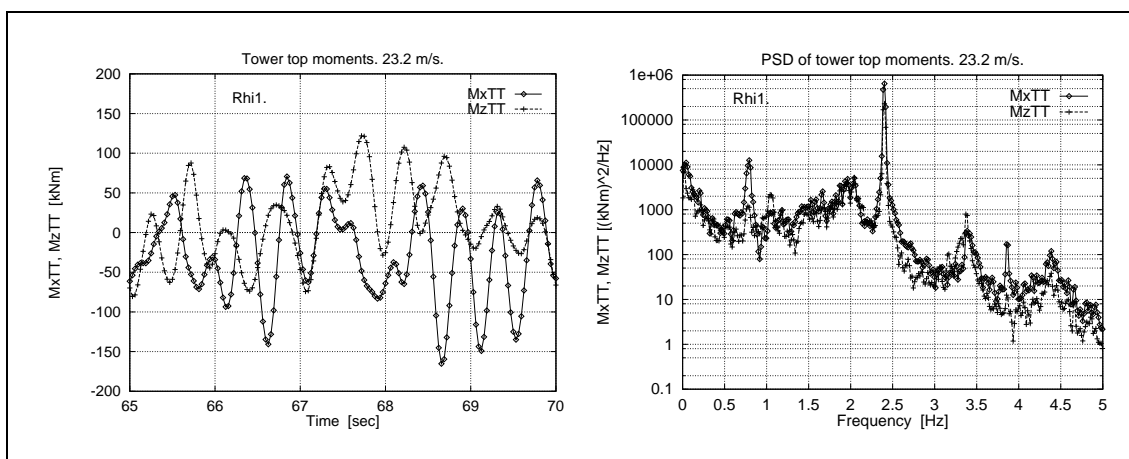 Tower top moments. 23.2 m/s.
Rhi1.
MxTT
MzTT
MxTT, MzTT [kNm]
200
150
100
50
0
-50
-100
-150
-200
65 66 67 68 69 70
Time [sec]
PSD of tower top moments. 23.2 m/s.
Rhi1.
MxTT
MzTT
MxTT, MzTT [(kNm)^2/Hz]
1e+06
100000
10000
1000
100
10
1
0.1
0 0.5 1 1.5 2 2.5 3 3.5 4 4.5 5
Frequency [Hz]